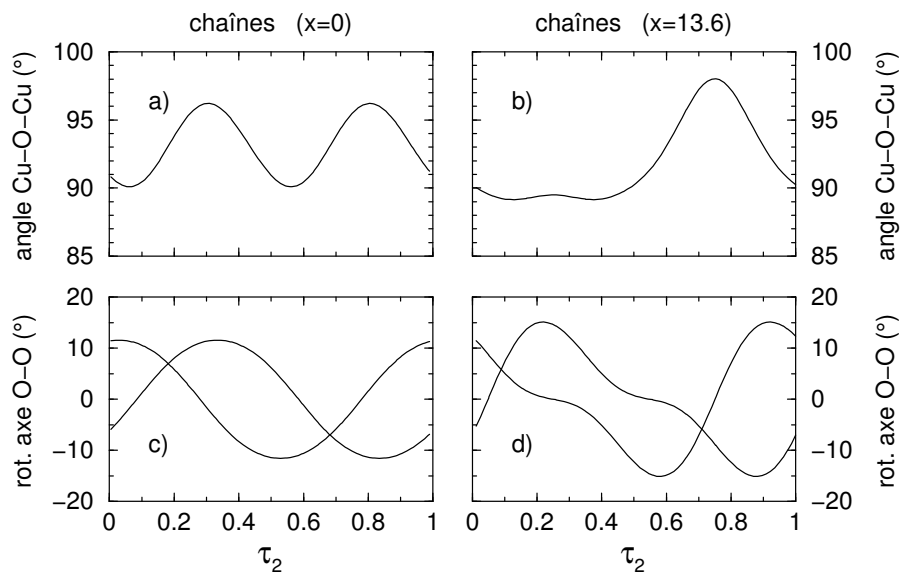 chaînes (x=0)
chaînes (x=13.6)
angle Cu−O−Cu (°)
100
95
90
85
a)
b)
100
95
90
85
angle Cu−O−Cu (°)
rot. axe O−O (°)
20
10
0
−10
−20
c)
d)
20
10
0
−10
−20
rot. axe O−O (°)
0 0.2 0.4 0.6 0.8 1
0 0.2 0.4 0.6 0.8 1
τ2
τ2